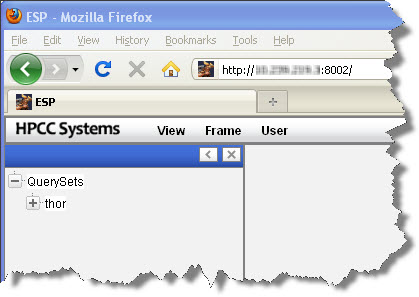 ESP - Mozilla Firefox
File Edit View History Bookmarks Tools Help
http:// :8002/
ESP
HPCC Systems View Frame User
QuerySets
thor